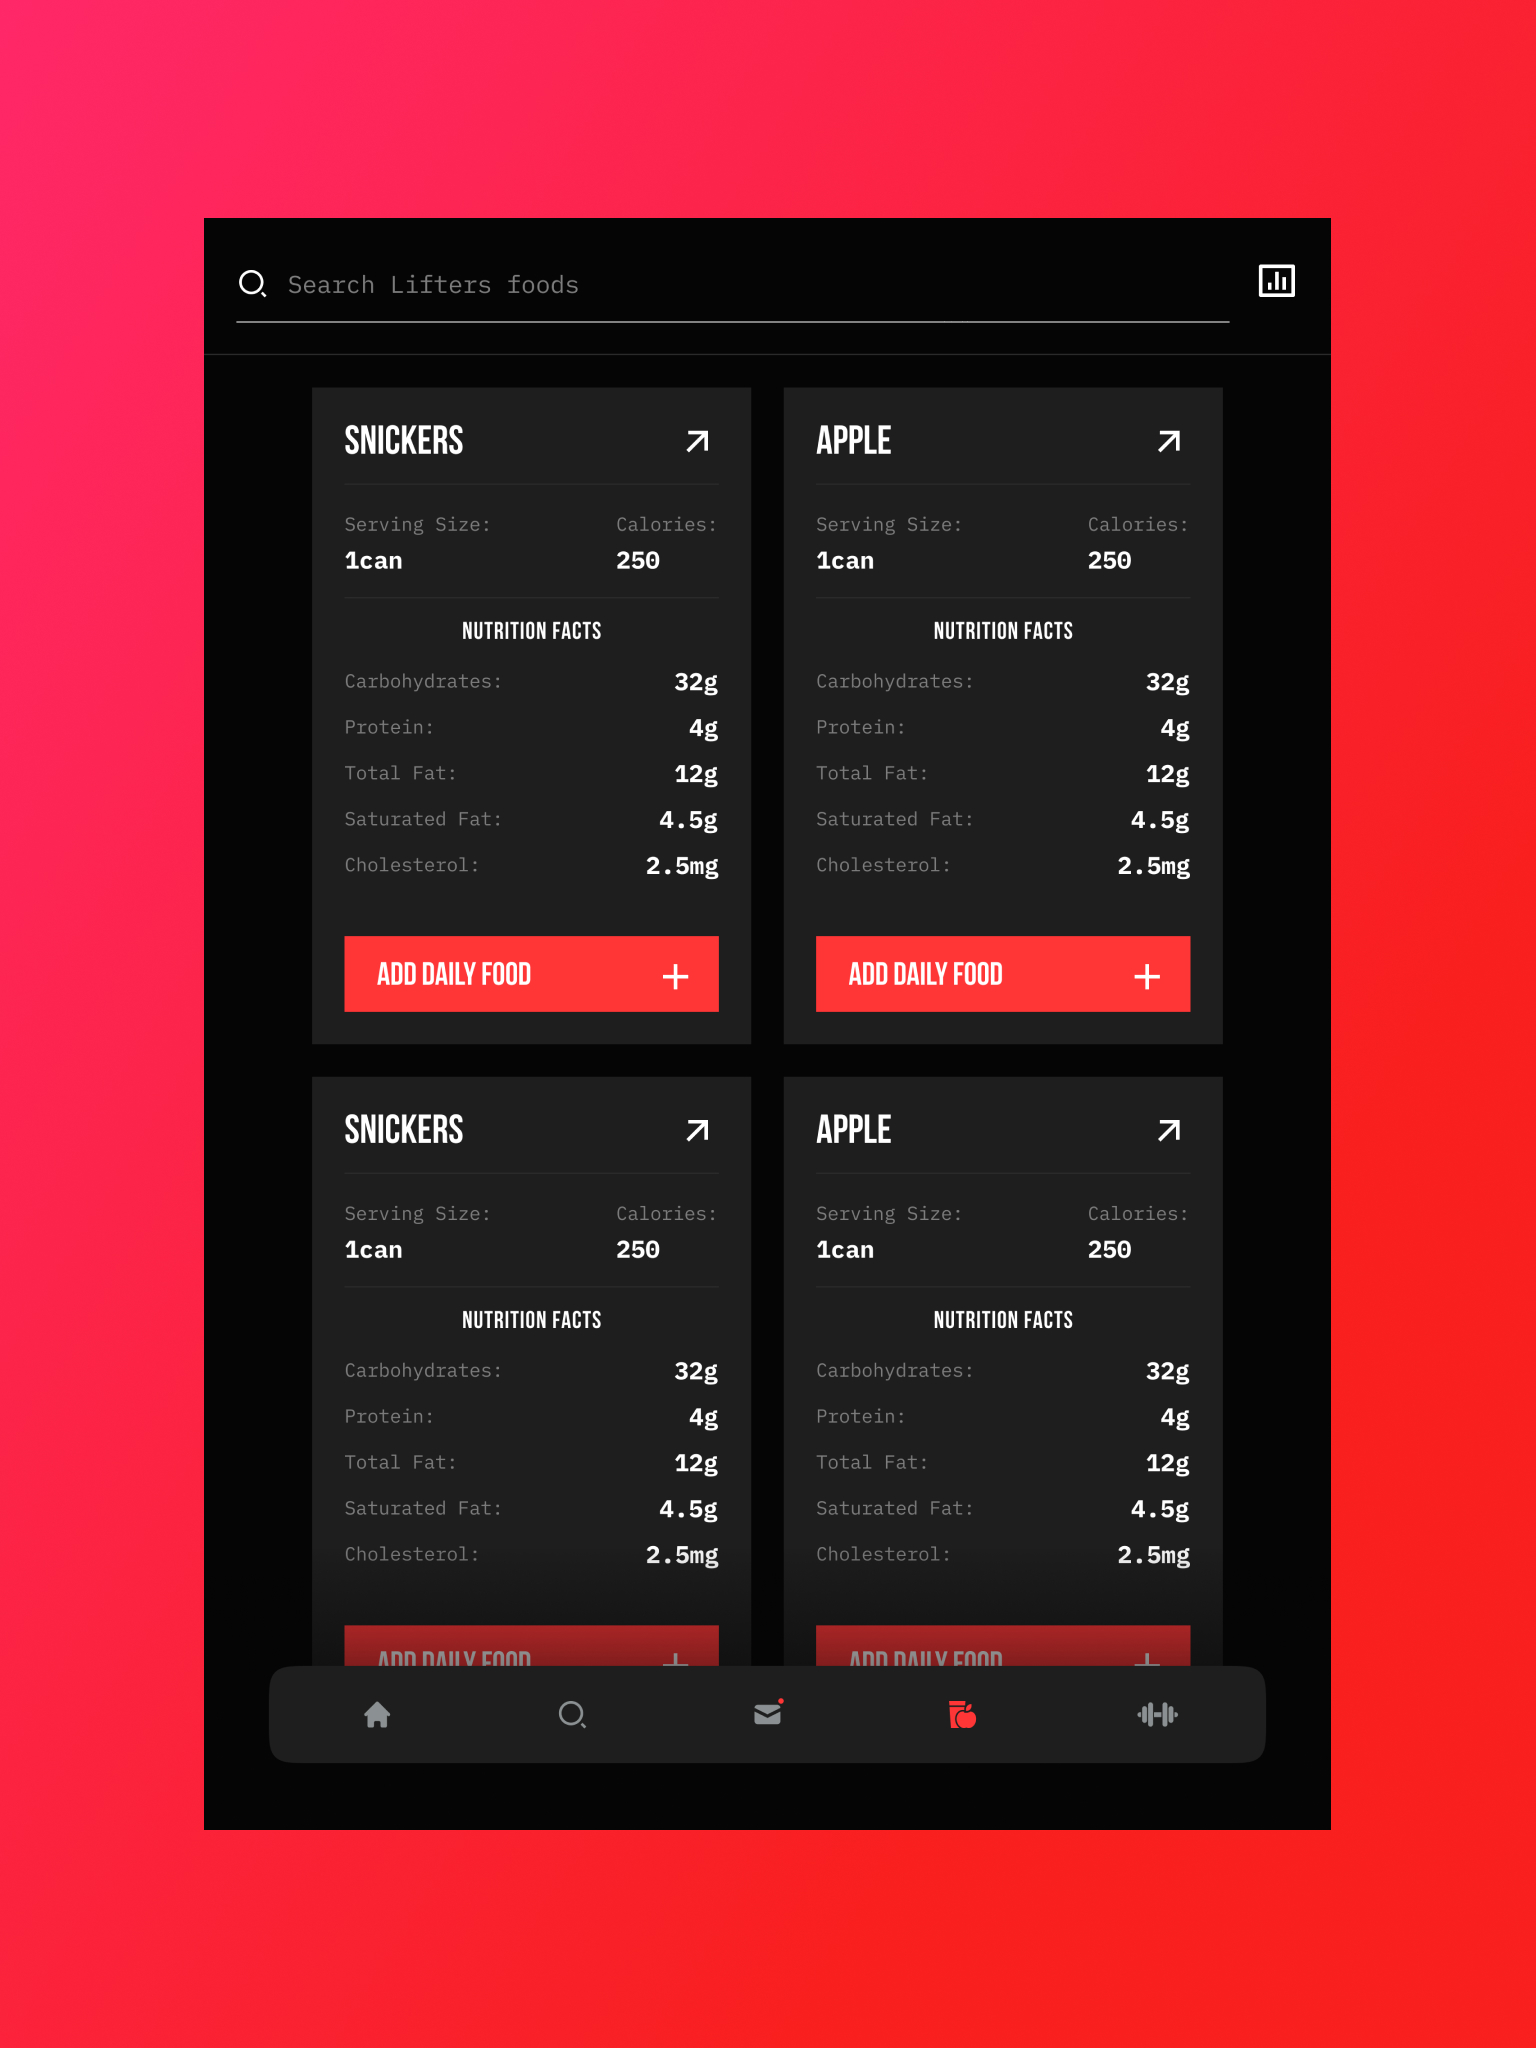 Search Lifters foods
SNICKERS
Serving Size: Calories:
1can 250
NUTRITION FACTS
Carbohydrates: 32g
Protein: 4g
Total Fat: 12g
Saturated Fat: 4.5g
Cholesterol: 2.5mg
ADD DAILY FOOD
APPLE
Serving Size: Calories:
1can 250
NUTRITION FACTS
Carbohydrates: 32g
Protein: 4g
Total Fat: 12g
Saturated Fat: 4.5g
Cholesterol: 2.5mg
ADD DAILY FOOD
SNICKERS
Serving Size: Calories:
1can 250
NUTRITION FACTS
Carbohydrates: 32g
Protein: 4g
Total Fat: 12g
Saturated Fat: 4.5g
Cholesterol: 2.5mg
ADD DAILY FOOD
APPLE
Serving Size: Calories:
1can 250
NUTRITION FACTS
Carbohydrates: 32g
Protein: 4g
Total Fat: 12g
Saturated Fat: 4.5g
Cholesterol: 2.5mg
ADD DAILY FOOD